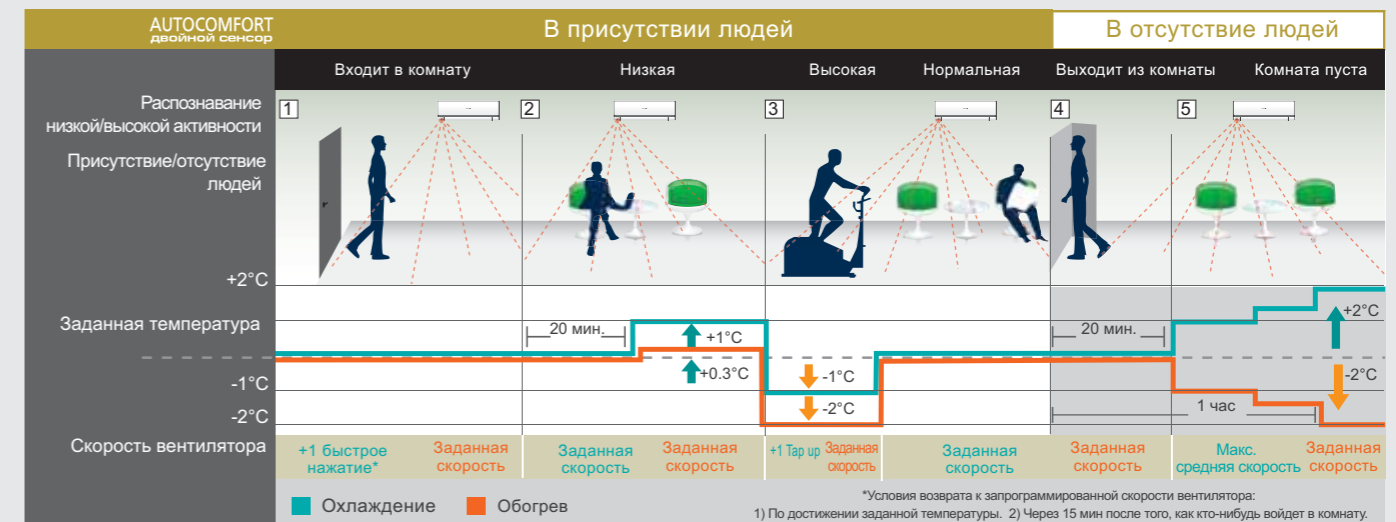 AUTOCOMFORT
двойной сенсор
В присутствии людей
В отсутствие людей
Входит в комнату
Низкая
Высокая
Нормальная
Выходит из комнаты
Комната пуста
Распознавание
низкой/высокой активности
Присутствие/отсутствие
людей
1
2
3
4
5
+2°C
Заданная температура
-1°C
-2°C
20 мин.
+1°C
+0.3°C
-1°C
-2°C
20 мин.
1 час
+2°C
-2°C
Скорость вентилятора
+1 быстрое
нажатие*
Заданная
скорость
Заданная
скорость
Заданная
скорость
+1 Tap up
Заданная
скорость
Заданная
скорость
Заданная
скорость
Макс.
средняя скорость
Заданная
скорость
Охлаждение
Обогрев
*Условия возврата к запрограммированной скорости вентилятора:
1) По достижении заданной температуры. 2) Через 15 мин после того, как кто-нибудь войдет в комнату.